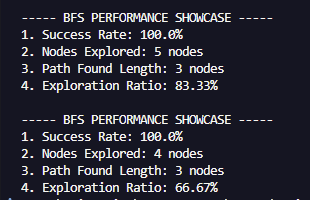 ----- BFS PERFORMANCE SHOWCASE -----
1. Success Rate: 100.0%
2. Nodes Explored: 5 nodes
3. Path Found Length: 3 nodes
4. Exploration Ratio: 83.33%
----- BFS PERFORMANCE SHOWCASE -----
1. Success Rate: 100.0%
2. Nodes Explored: 4 nodes
3. Path Found Length: 3 nodes
4. Exploration Ratio: 66.67%